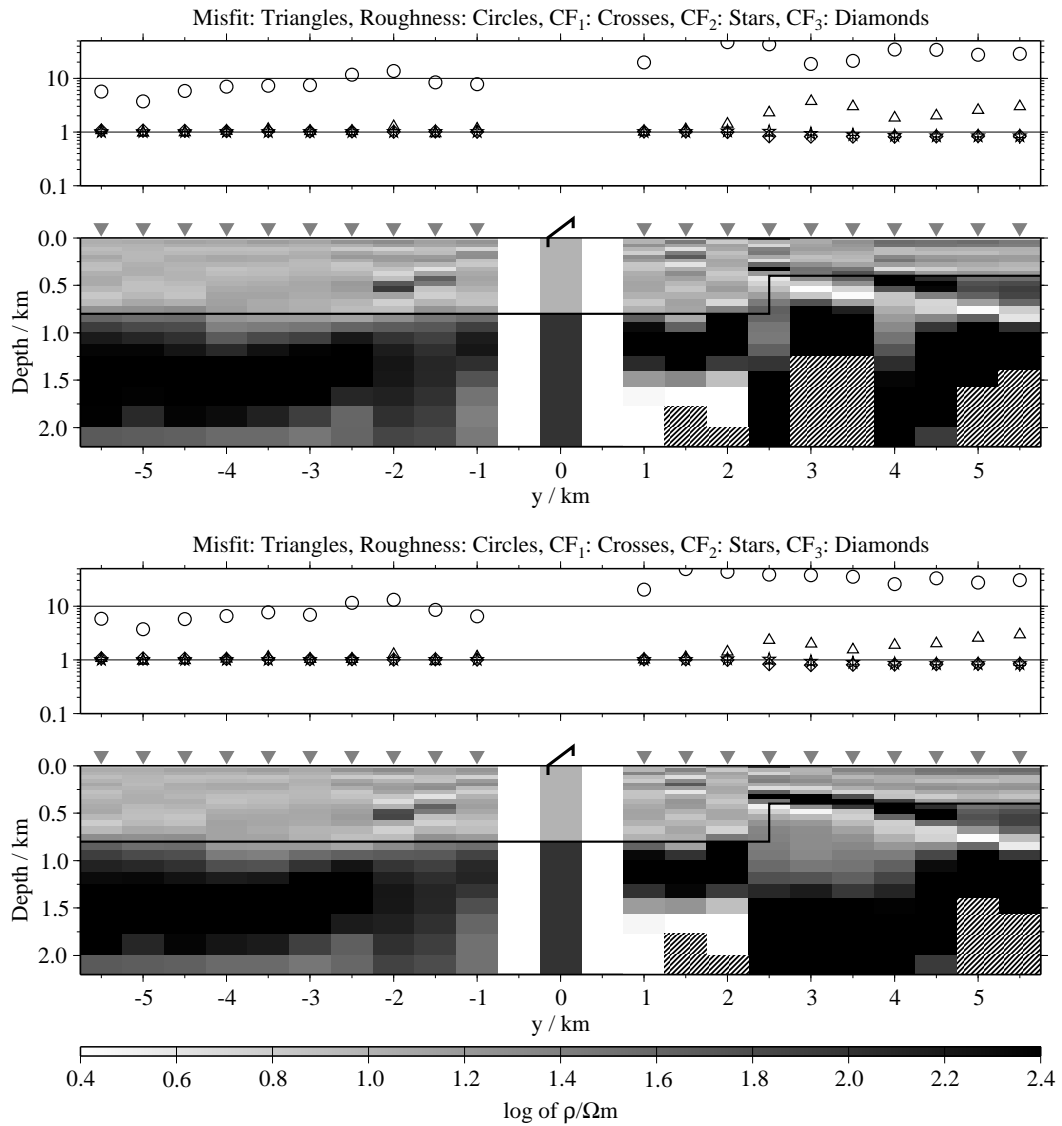 Misfit: Triangles, Roughness: Circles, CF₁: Crosses, CF₂: Stars, CF₃: Diamonds
10
1
0.1
0.0
0.5
1.0
1.5
2.0
Depth / km
-5 -4 -3 -2 -1 0 1 2 3 4 5
y / km
Misfit: Triangles, Roughness: Circles, CF₁: Crosses, CF₂: Stars, CF₃: Diamonds
10
1
0.1
0.0
0.5
1.0
1.5
2.0
Depth / km
-5 -4 -3 -2 -1 0 1 2 3 4 5
y / km
0.4 0.6 0.8 1.0 1.2 1.4 1.6 1.8 2.0 2.2 2.4
log of ρ/Ωm